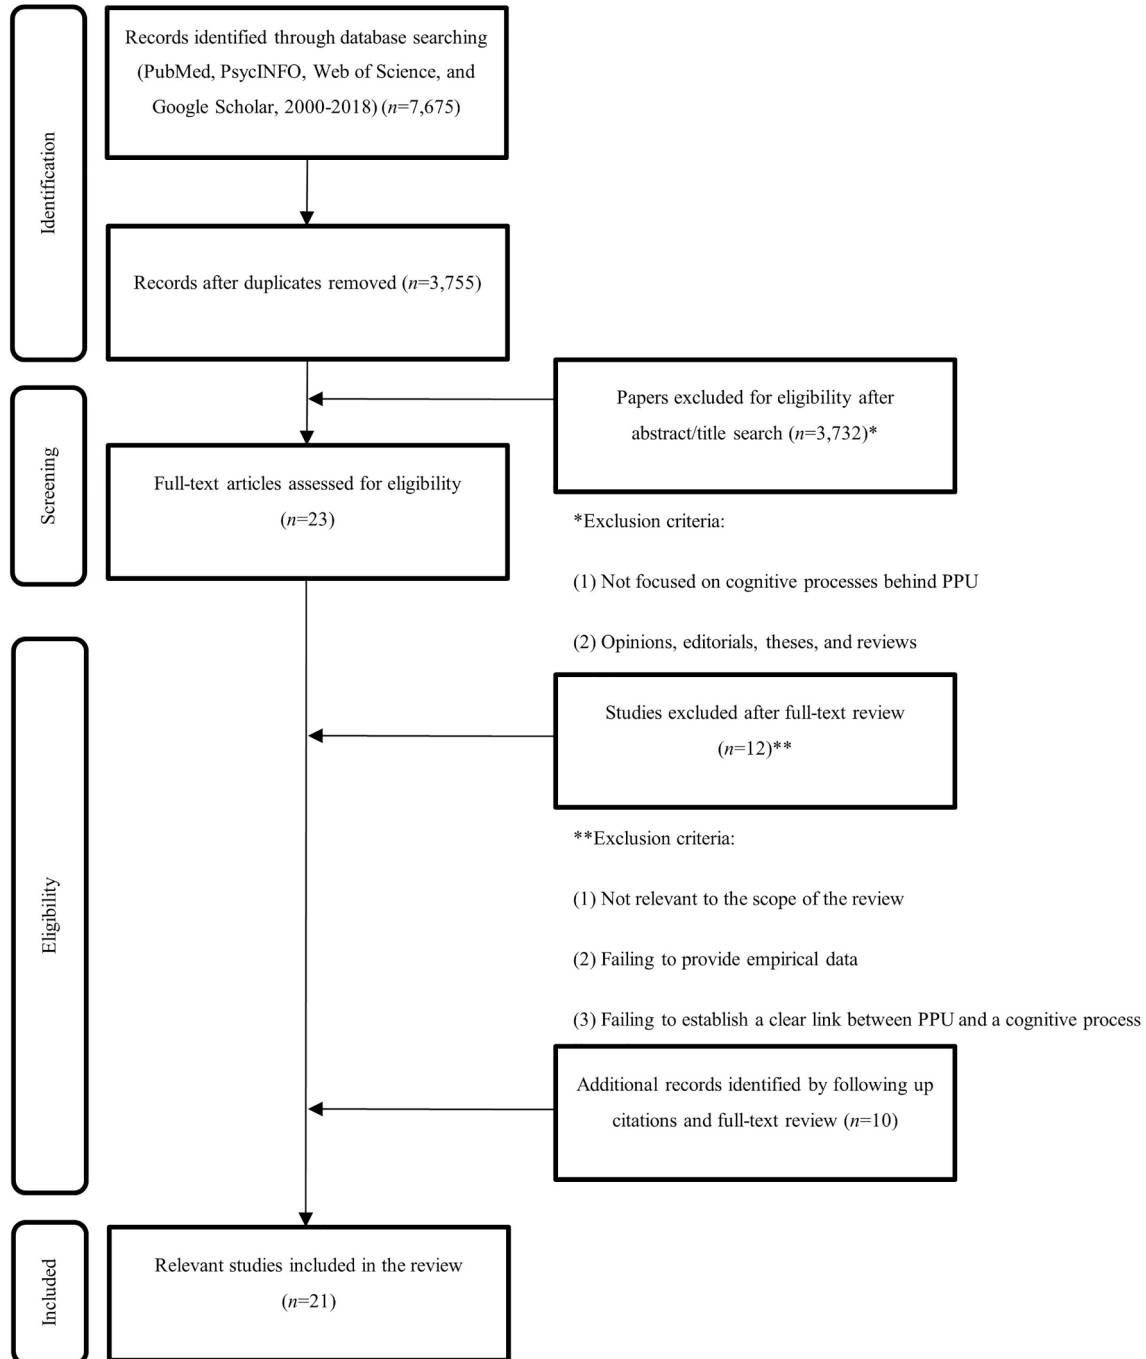 Identification
Records identified through database searching
(PubMed, PsycINFO, Web of Science, and
Google Scholar, 2000-2018) (n=7,675)
Records after duplicates removed (n=3,755)
Screening
Papers excluded for eligibility after
abstract/title search (n=3,732)*
Full-text articles assessed for eligibility
(n=23)
*Exclusion criteria:
(1) Not focused on cognitive processes behind PPU
(2) Opinions, editorials, theses, and reviews
Eligibility
Studies excluded after full-text review
(n=12)**
**Exclusion criteria:
(1) Not relevant to the scope of the review
(2) Failing to provide empirical data
(3) Failing to establish a clear link between PPU and a cognitive process
Additional records identified by following up
citations and full-text review (n=10)
Included
Relevant studies included in the review
(n=21)